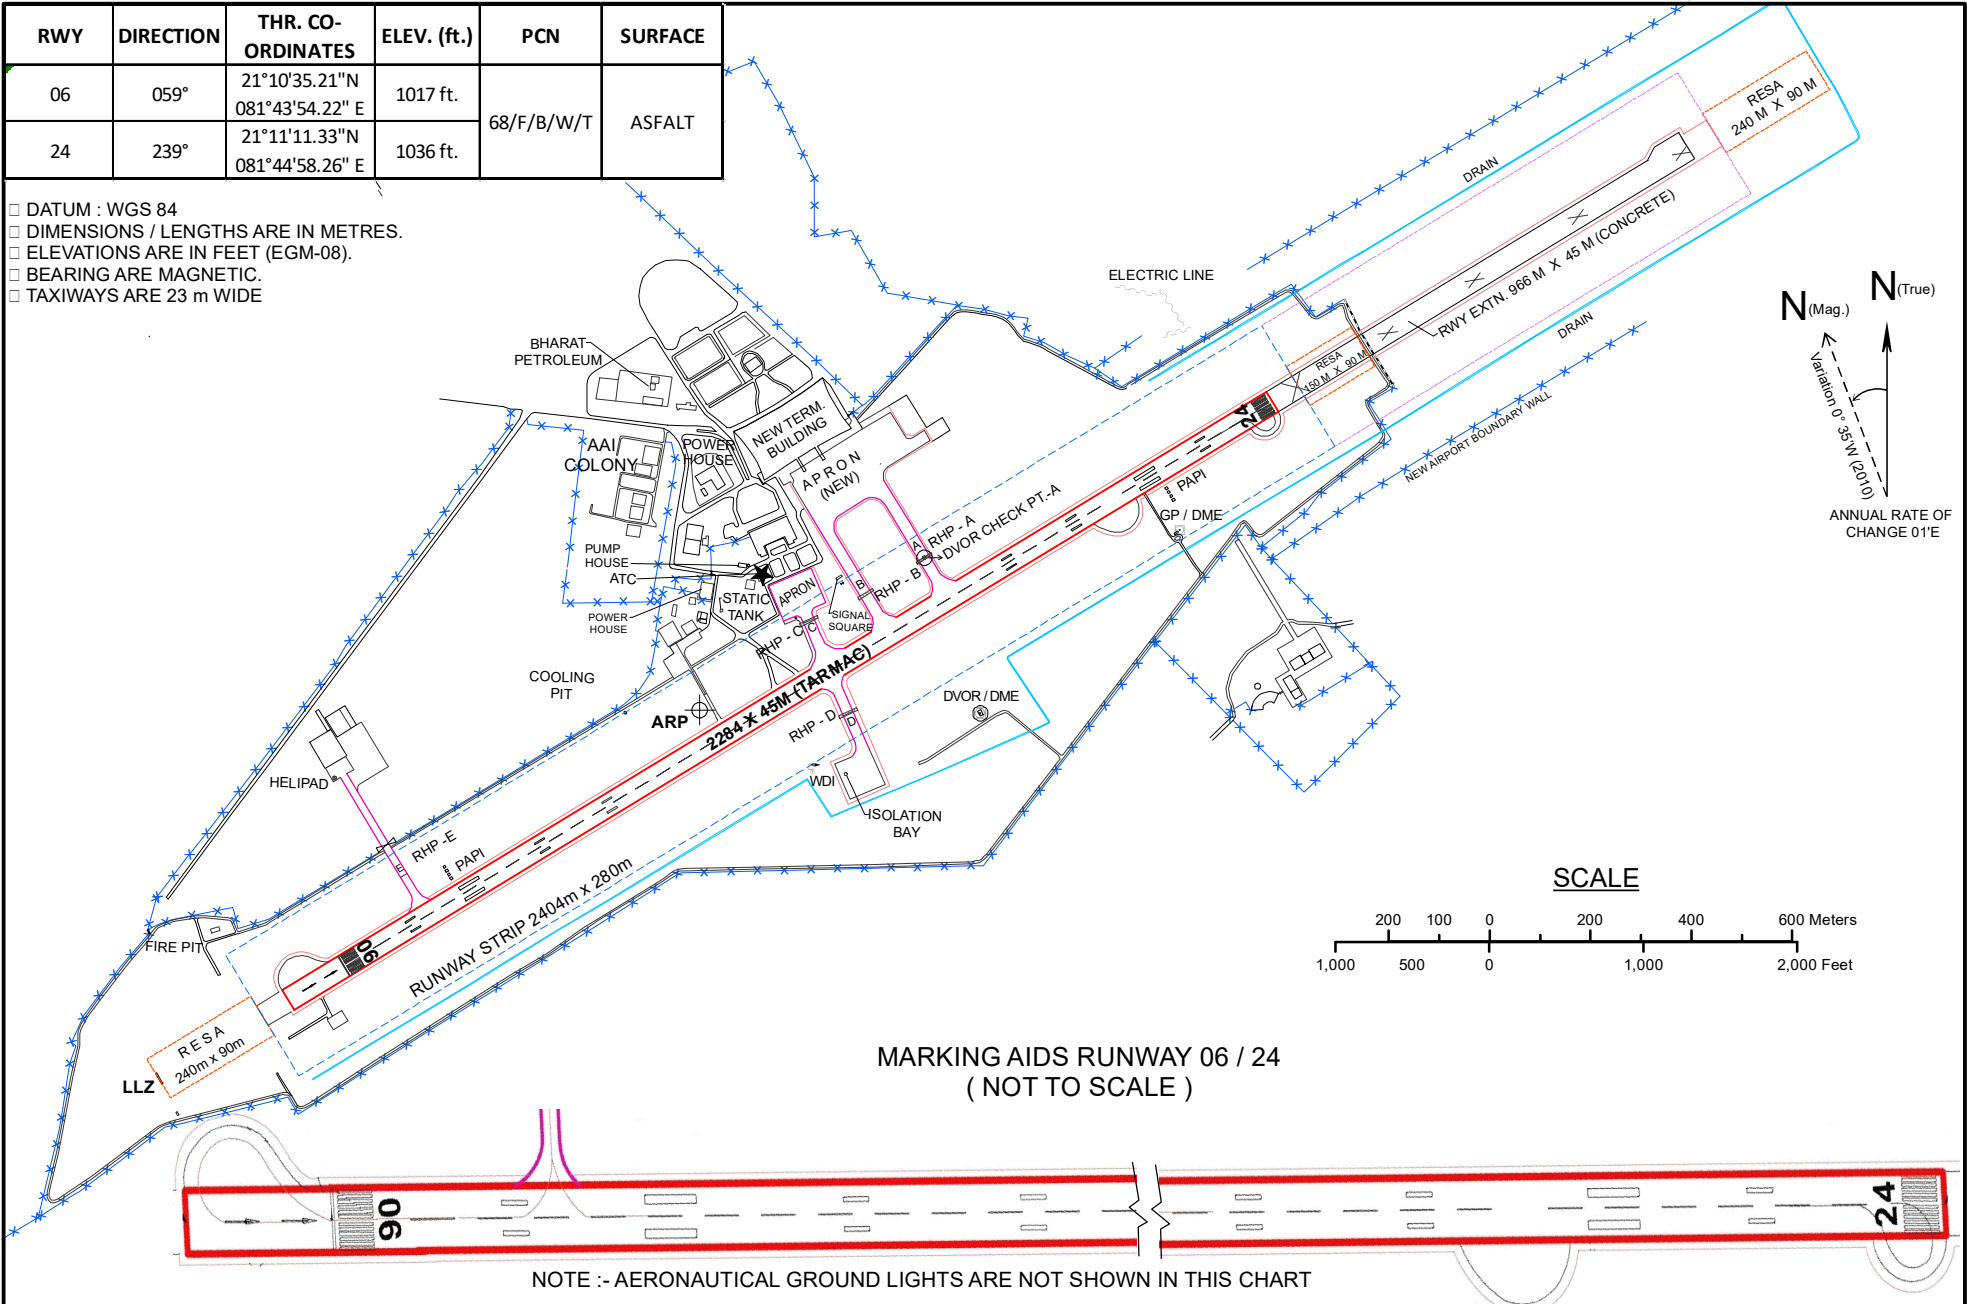 RWY DIRECTION THR. CO-ORDINATES ELEV. (ft.) PCN SURFACE
06 059° 21°10'35.21"N 081°43'54.22" E 1017 ft. 68/F/B/W/T ASFALT
24 239° 21°11'11.33"N 081°44'58.26" E 1036 ft.
DATUM : WGS 84
DIMENSIONS / LENGTHS ARE IN METRES.
ELEVATIONS ARE IN FEET (EGM-08).
BEARING ARE MAGNETIC.
TAXIWAYS ARE 23 m WIDE
RESA
240 M X 90 M
DRAIN
RWY EXTN. 966 M X 45 M (CONCRETE)
DRAIN
NEW AIRPORT BOUNDARY WALL
ELECTRIC LINE
N(Mag.)
N(True)
Variation 0° 35'W (2010)
ANNUAL RATE OF
CHANGE 01'E
RESA
150 M X 90 M
24
BHARAT
PETROLEUM
NEW TERM.
BUILDING
APRON
(NEW)
AAI
COLONY
POWER
HOUSE
PUMP
HOUSE
ATC
POWER
HOUSE
STATIC
TANK
APRON
SIGNAL
SQUARE
RHP - A
A
DVOR CHECK PT.-A
RHP - B
B
RHP - C
C
PAPI
GP / DME
COOLING
PIT
ARP
2284 X 45M (TARMAC)
RHP - D
D
DVOR / DME
WDI
ISOLATION
BAY
HELIPAD
RHP -E
E
PAPI
RUNWAY STRIP 2404m x 280m
06
FIRE PIT
RESA
240m x 90m
LLZ
SCALE
200 100 0 200 400 600 Meters
1,000 500 0 1,000 2,000 Feet
MARKING AIDS RUNWAY 06 / 24
( NOT TO SCALE )
06
24
NOTE :- AERONAUTICAL GROUND LIGHTS ARE NOT SHOWN IN THIS CHART